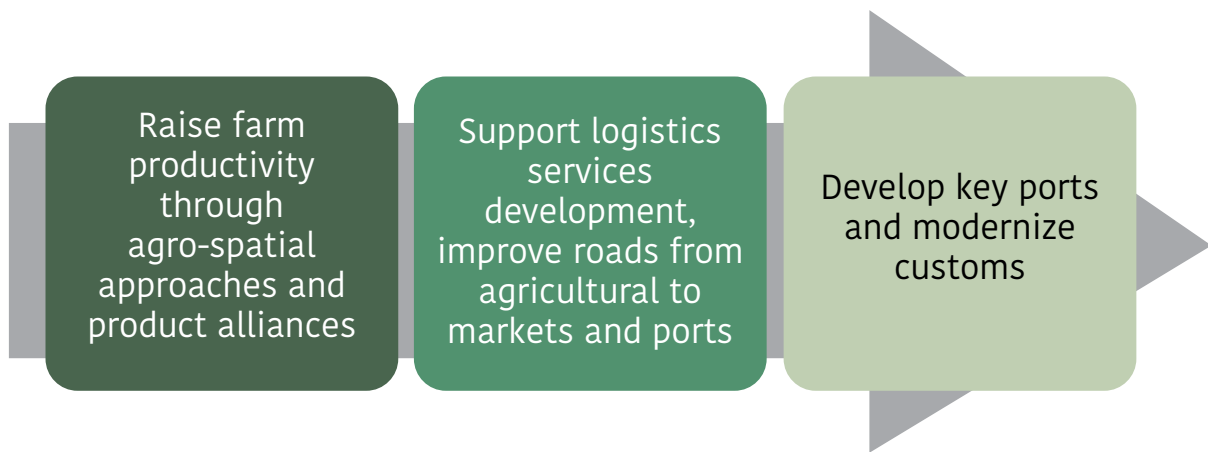 Raise farm
productivity
through
agro-spatial
approaches and
product alliances
Support logistics
services
development,
improve roads from
agricultural to
markets and ports
Develop key ports
and modernize
customs